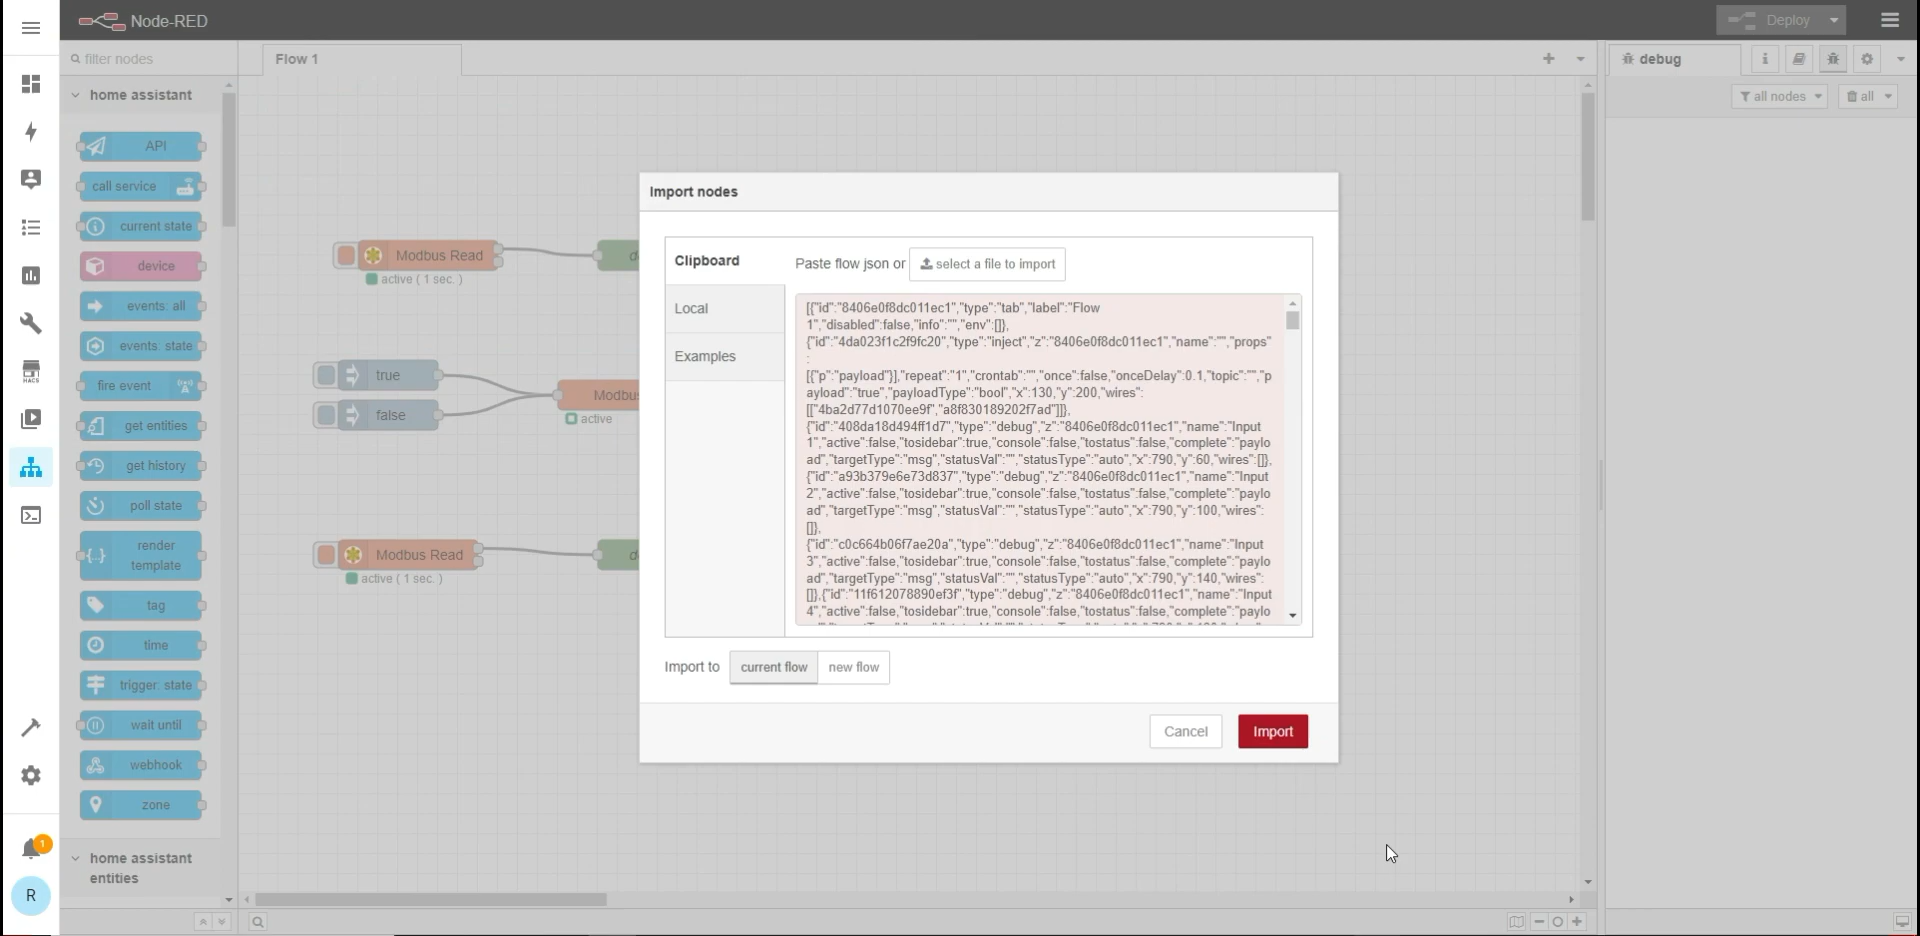 Node-RED
Deploy
filter nodes
Flow 1
debug
all nodes
all
home assistant
API
call service
current state
device
events: all
events: state
fire event
get entities
get history
poll state
render
template
tag
time
trigger: state
wait until
webhook
zone
home assistant
entities
HACS
1
R
Modbus Read
active ( 1 sec. )
d
true
false
Modbu
active
Modbus Read
active ( 1 sec. )
d
Import nodes
Clipboard
Local
Examples
Paste flow json or
select a file to import
[{"id":"8406e0f8dc011ec1","type":"tab","label":"Flow
1","disabled":false,"info":"","env":[]},
{"id":"4da023f1c2f9fc20","type":"inject","z":"8406e0f8dc011ec1","name":"","props"
:
[{"p":"payload"}],"repeat":"1","crontab":"","once":false,"onceDelay":0.1,"topic":"","p
ayload":"true","payloadType":"bool","x":130,"y":200,"wires":
[["4ba2d77d1070ee9f","a8f830189202f7ad"]]},
{"id":"408da18d494ff1d7","type":"debug","z":"8406e0f8dc011ec1","name":"Input
1","active":false,"tosidebar":true,"console":false,"tostatus":false,"complete":"paylo
ad","targetType":"msg","statusVal":"","statusType":"auto","x":790,"y":60,"wires":[]},
{"id":"a93b379e6e73d837","type":"debug","z":"8406e0f8dc011ec1","name":"Input
2","active":false,"tosidebar":true,"console":false,"tostatus":false,"complete":"paylo
ad","targetType":"msg","statusVal":"","statusType":"auto","x":790,"y":100,"wires":
[]},
{"id":"c0c664b06f7ae20a","type":"debug","z":"8406e0f8dc011ec1","name":"Input
3","active":false,"tosidebar":true,"console":false,"tostatus":false,"complete":"paylo
ad","targetType":"msg","statusVal":"","statusType":"auto","x":790,"y":140,"wires":
[]},{"id":"11f612078890ef3f","type":"debug","z":"8406e0f8dc011ec1","name":"Input
4","active":false,"tosidebar":true,"console":false,"tostatus":false,"complete":"paylo
Import to
current flow
new flow
Cancel
Import